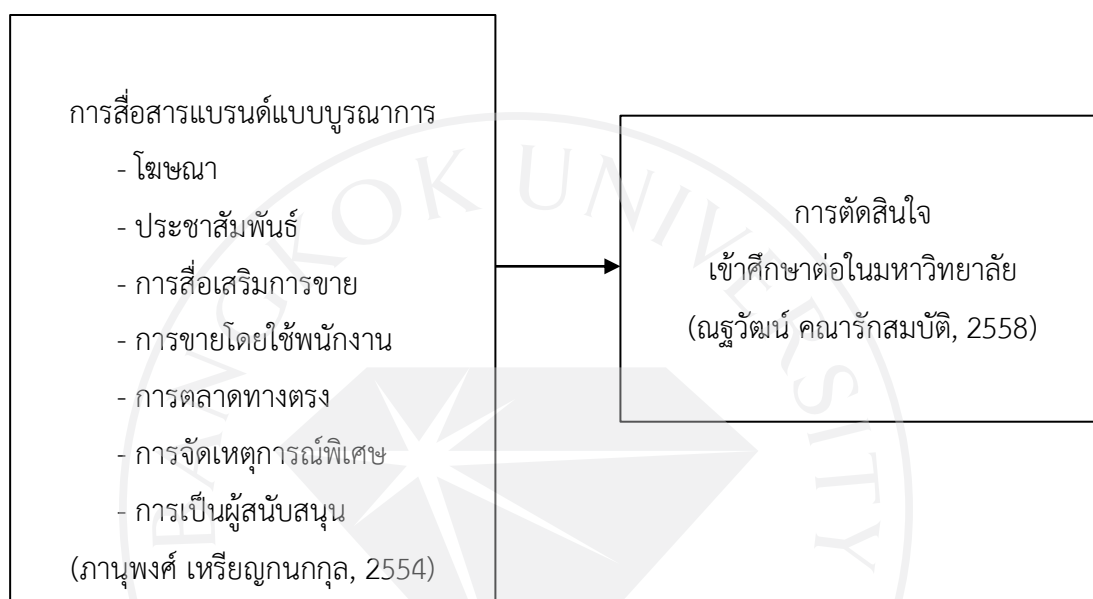 การสื่อสารแบรนด์แบบบูรณาการ
- โฆษณา
- ประชาสัมพันธ์
- การสื่อเสริมการขาย
- การขายโดยใช้พนักงาน
- การตลาดทางตรง
- การจัดเหตุการณ์พิเศษ
- การเป็นผู้สนับสนุน
(ภานุพงศ์ เหรียญกนกกุล, 2554)
การตัดสินใจ
เข้าศึกษาต่อในมหาวิทยาลัย
(ณฐวัฒน์ คณารักสมบัติ, 2558)
BANGKOK UNIVERSITY